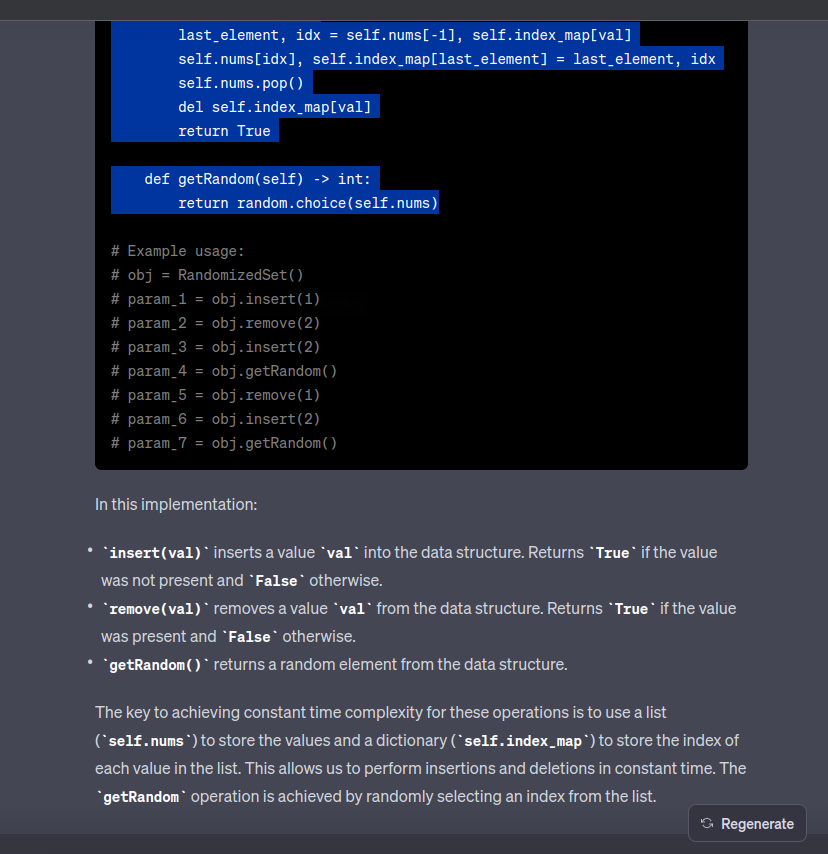 last_element, idx = self.nums[-1], self.index_map[val]
self.nums[idx], self.index_map[last_element] = last_element, idx
self.nums.pop()
del self.index_map[val]
return True
def getRandom(self) -> int:
return random.choice(self.nums)
# Example usage:
# obj = RandomizedSet()
# param_1 = obj.insert(1)
# param_2 = obj.remove(2)
# param_3 = obj.insert(2)
# param_4 = obj.getRandom()
# param_5 = obj.remove(1)
# param_6 = obj.insert(2)
# param_7 = obj.getRandom()
In this implementation:
• `insert(val)` inserts a value `val` into the data structure. Returns `True` if the value
was not present and `False` otherwise.
• `remove(val)` removes a value `val` from the data structure. Returns `True` if the value
was present and `False` otherwise.
• `getRandom()` returns a random element from the data structure.
The key to achieving constant time complexity for these operations is to use a list
(`self.nums`) to store the values and a dictionary (`self.index_map`) to store the index of
each value in the list. This allows us to perform insertions and deletions in constant time. The
`getRandom` operation is achieved by randomly selecting an index from the list.
Regenerate